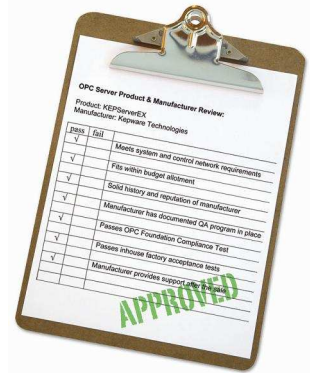 OPC Server Product & Manufacturer Review:
Product: KEPServerEX
Manufacturer: Kepware Technologies
pass fail
√ Meets system and control network requirements
√ Fits within budget allotment
√ Solid history and reputation of manufacturer
√ Manufacturer has documented QA program in place
√ Passes OPC Foundation Compliance Test
√ Passes inhouse factory acceptance tests
√ Manufacturer provides support after the sale
APPROVED